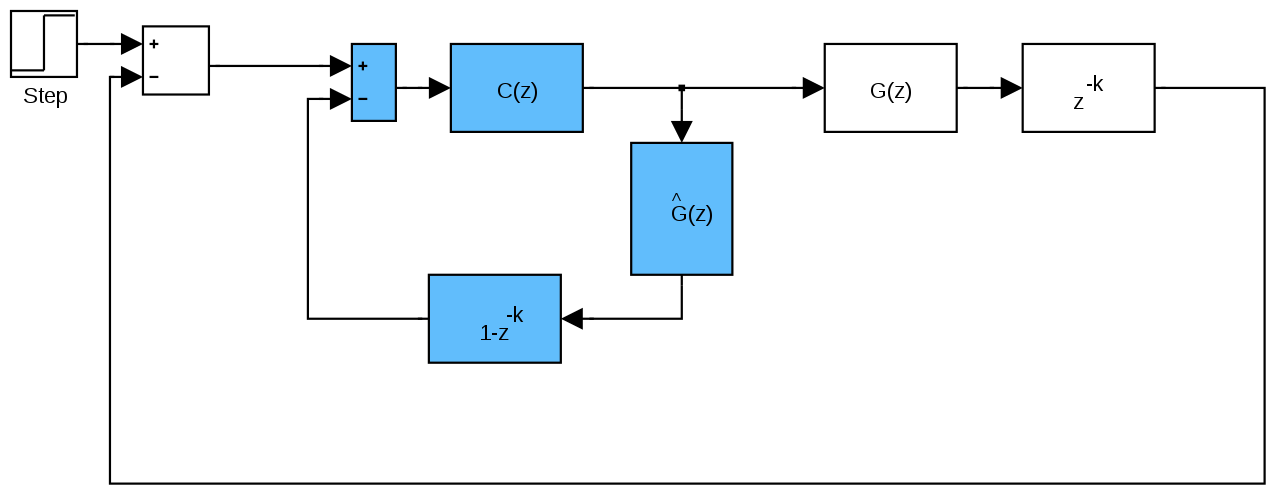 Step
+
−
+
−
C(z)
G(z)
z^-k
Ĝ(z)
1-z^-k